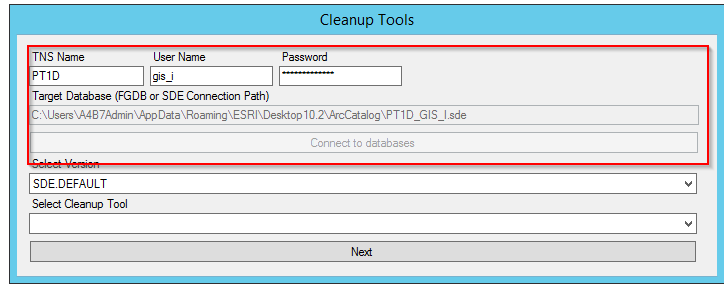 Cleanup Tools
TNS Name User Name Password
PT1D gis_i *************
Target Database (FGDB or SDE Connection Path)
C:\Users\A4B7Admin\AppData\Roaming\ESRI\Desktop10.2\ArcCatalog\PT1D_GIS_I.sde
Connect to databases
Select Version
SDE.DEFAULT
Select Cleanup Tool
Next